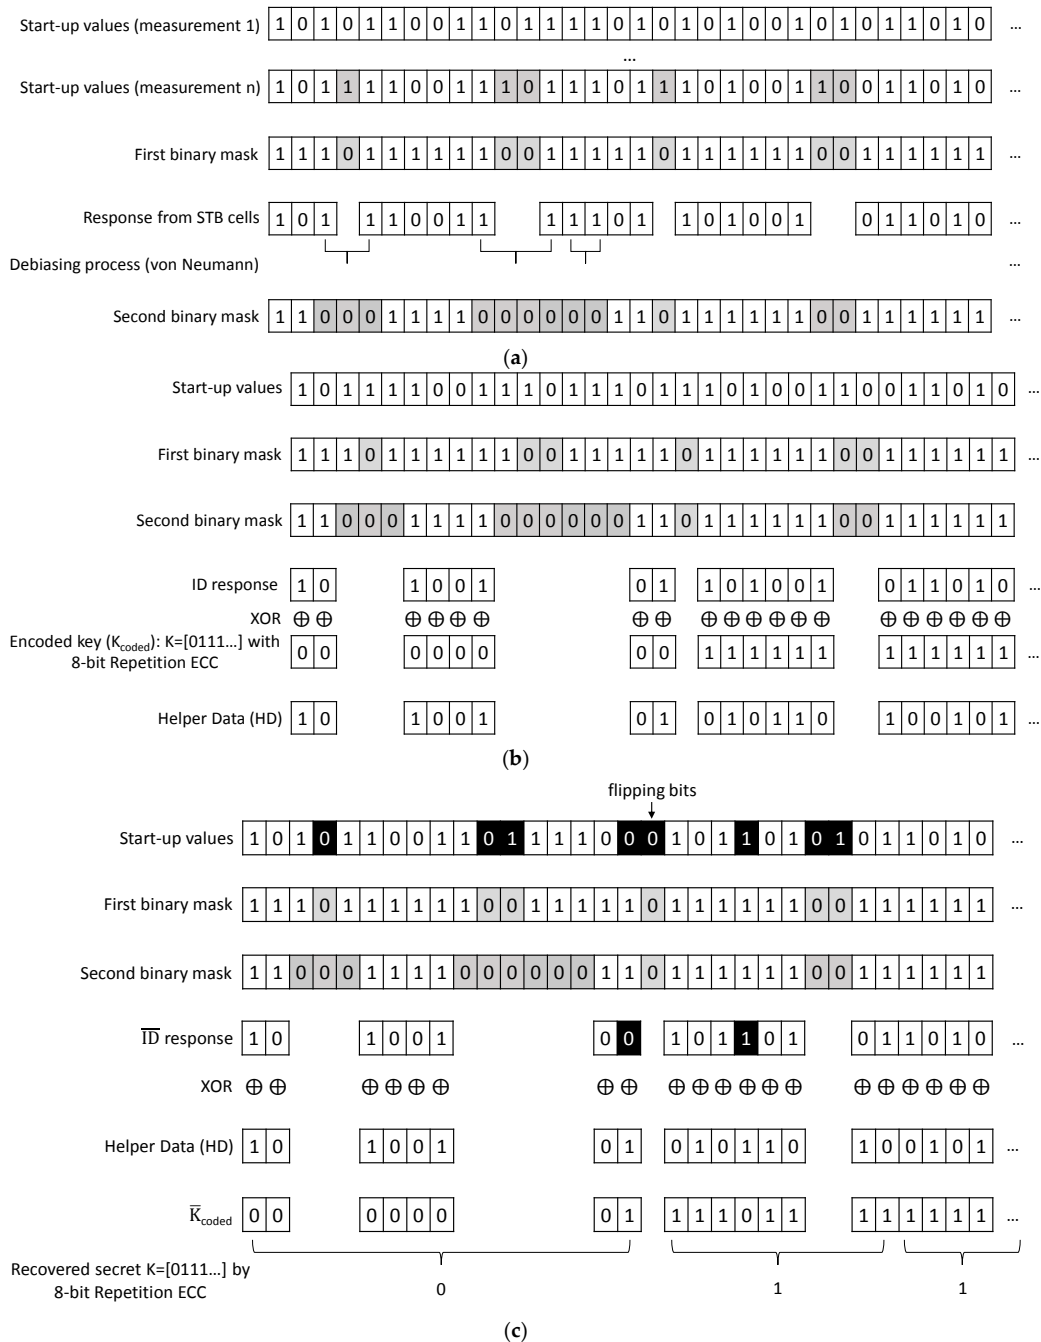 Start-up values (measurement 1) 1 0 1 0 1 1 0 0 1 1 0 1 1 1 1 0 1 0 1 0 1 0 0 1 0 1 0 1 1 0 1 0 ...
...
Start-up values (measurement n) 1 0 1 1 1 1 0 0 1 1 1 0 1 1 1 0 1 1 1 0 1 0 0 1 1 0 0 1 1 0 1 0 ...
First binary mask 1 1 1 0 1 1 1 1 1 1 0 0 1 1 1 1 1 0 1 1 1 1 1 1 0 0 1 1 1 1 1 1 ...
Response from STB cells 1 0 1 1 1 0 0 1 1 1 1 1 0 1 1 0 1 0 0 1 0 1 1 0 1 0 ...
Debiasing process (von Neumann) ...
Second binary mask 1 1 0 0 0 1 1 1 1 0 0 0 0 0 0 1 1 0 1 1 1 1 1 1 0 0 1 1 1 1 1 1 ...
(a)
Start-up values 1 0 1 1 1 1 0 0 1 1 1 0 1 1 1 0 1 1 1 0 1 0 0 1 1 0 0 1 1 0 1 0 ...
First binary mask 1 1 1 0 1 1 1 1 1 1 0 0 1 1 1 1 1 0 1 1 1 1 1 1 0 0 1 1 1 1 1 1 ...
Second binary mask 1 1 0 0 0 1 1 1 1 0 0 0 0 0 0 1 1 0 1 1 1 1 1 1 0 0 1 1 1 1 1 1
ID response 1 0 1 0 0 1 0 1 1 0 1 0 0 1 0 1 1 0 1 0 ...
XOR ⊕ ⊕ ⊕ ⊕ ⊕ ⊕ ⊕ ⊕ ⊕ ⊕ ⊕ ⊕ ⊕ ⊕ ⊕ ⊕ ⊕ ⊕ ⊕ ⊕
Encoded key (Kcoded): K=[0111...] with
8-bit Repetition ECC 0 0 0 0 0 0 0 0 1 1 1 1 1 1 1 1 1 1 1 1 ...
Helper Data (HD) 1 0 1 0 0 1 0 1 0 1 0 1 1 0 1 0 0 1 0 1 ...
(b)
flipping bits
Start-up values 1 0 1 0 1 1 0 0 1 1 0 1 1 1 1 0 0 0 1 0 1 1 0 1 0 1 0 1 1 0 1 0 ...
First binary mask 1 1 1 0 1 1 1 1 1 1 0 0 1 1 1 1 1 0 1 1 1 1 1 1 0 0 1 1 1 1 1 1 ...
Second binary mask 1 1 0 0 0 1 1 1 1 0 0 0 0 0 0 1 1 0 1 1 1 1 1 1 0 0 1 1 1 1 1 1
I̅D̅ response 1 0 1 0 0 1 0 0 1 0 1 1 0 1 0 1 1 0 1 0 ...
XOR ⊕ ⊕ ⊕ ⊕ ⊕ ⊕ ⊕ ⊕ ⊕ ⊕ ⊕ ⊕ ⊕ ⊕ ⊕ ⊕ ⊕ ⊕ ⊕ ⊕
Helper Data (HD) 1 0 1 0 0 1 0 1 0 1 0 1 1 0 1 0 0 1 0 1 ...
K̅coded 0 0 0 0 0 0 0 1 1 1 1 0 1 1 1 1 1 1 1 1 ...
Recovered secret K=[0111...] by
8-bit Repetition ECC 0 1 1
(c)